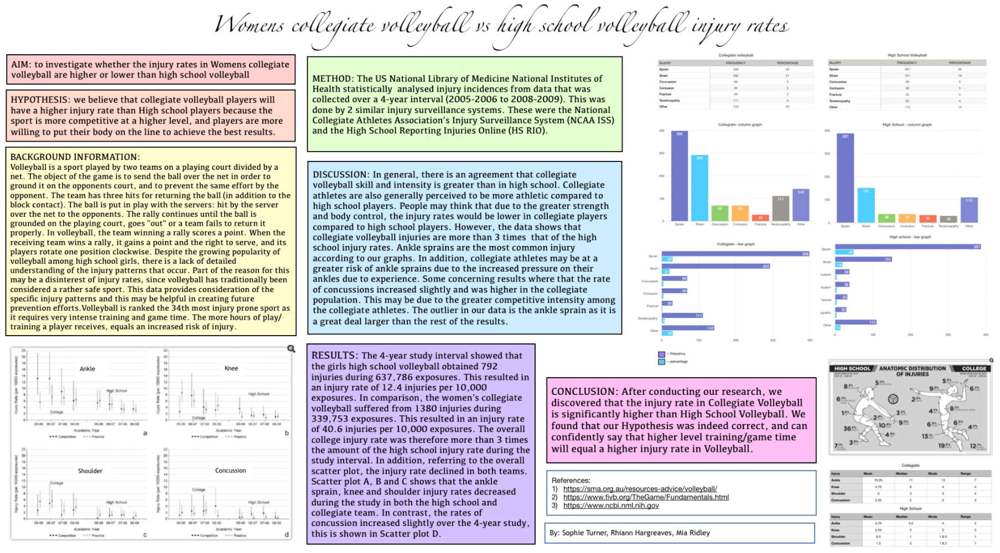 Womens collegiate volleyball vs high school volleyball injury rates
AIM: to investigate whether the injury rates in Womens collegiate
volleyball are higher or lower than high school volleyball
HYPOTHESIS: we believe that collegiate volleyball players will
have a higher injury rate than High school players because the
sport is more competitive at a higher level, and players are more
willing to put their body on the line to achieve the best results.
BACKGROUND INFORMATION:
Volleyball is a sport played by two teams on a playing court divided by a
net. The object of the game is to send the ball over the net in order to
ground it on the opponents court, and to prevent the same effort by the
opponent. The team has three hits for returning the ball (in addition to the
block contact). The ball is put in play with the servers: hit by the server
over the net to the opponents. The rally continues until the ball is
grounded on the playing court, goes "out" or a team fails to return it
properly. In volleyball, the team winning a rally scores a point. When the
receiving team wins a rally, it gains a point and the right to serve, and its
players rotate one position clockwise. Despite the growing popularity of
volleyball among high school girls, there is a lack of detailed
understanding of the injury patterns that occur. Part of the reason for this
may be a disinterest of injury rates, since volleyball has traditionally been
considered a rather safe sport. This data provides consideration of the
specific injury patterns and this may be helpful in creating future
prevention efforts.Volleyball is ranked the 34th most injury prone sport as
it requires very intense training and game time. The more hours of play/
training a player receives, equals an increased risk of injury.
Ankle
High School
College
Injury Rate (per 10000 exposures)
05-06 06-07 07-08 08-09 05-06 06-07 07-08 08-09
Academic Year
Competition Practice
a
Knee
High School
College
Injury Rate (per 10000 exposures)
05-06 06-07 07-08 08-09 05-06 06-07 07-08 08-09
Academic Year
Competition Practice
b
Shoulder
College
High School
Injury Rate (per 10000 exposures)
05-06 06-07 07-08 08-09 05-06 06-07 07-08 08-09
Academic Year
Competition Practice
c
Concussion
College
High School
Injury Rate (per 10000 exposures)
05-06 06-07 07-08 08-09 05-06 06-07 07-08 08-09
Academic Year
Competition Practice
d
METHOD: The US National Library of Medicine National Institutes of
Health statistically analysed injury incidences from data that was
collected over a 4-year interval (2005-2006 to 2008-2009). This was
done by 2 similar injury surveillance systems. These were the National
Collegiate Athletes Association's Injury Surveillance System (NCAA ISS)
and the High School Reporting Injuries Online (HS RIO).
DISCUSSION: In general, there is an agreement that collegiate
volleyball skill and intensity is greater than in high school. Collegiate
athletes are also generally perceived to be more athletic compared to
high school players. People may think that due to the greater strength
and body control, the injury rates would be lower in collegiate players
compared to high school players. However, the data shows that
collegiate volleyball injuries are more than 3 times that of the high
school injury rates. Ankle sprains are the most common injury
according to our graphs. In addition, collegiate athletes may be at a
greater risk of ankle sprains due to the increased pressure on their
ankles due to experience. Some concerning results where that the rate
of concussions increased slightly and was higher in the collegiate
population. This may be due to the greater competitive intensity among
the collegiate athletes. The outlier in our data is the ankle sprain as it is
a great deal larger than the rest of the results.
RESULTS: The 4-year study interval showed that
the girls high school volleyball obtained 792
injuries during 637,786 exposures. This resulted in
an injury rate of 12.4 injuries per 10,000
exposures. In comparison, the women's collegiate
volleyball suffered from 1380 injuries during
339,753 exposures. This resulted in an injury rate
of 40.6 injuries per 10,000 exposures. The overall
college injury rate was therefore more than 3 times
the amount of the high school injury rate during the
study interval. In addition, referring to the overall
scatter plot, the injury rate declined in both teams.
Scatter plot A, B and C shows that the ankle
sprain, knee and shoulder injury rates decreased
during the study in both the high school and
collegiate team. In contrast, the rates of
concussion increased slightly over the 4-year study,
this is shown in Scatter plot D.
Collegiate volleyball
INJURY FREQUENCY PERCENTAGE
Sprain 398 29
Strain 292 21
Concussion 69 5
Contusion 69 5
Fracture 29 2
Tendonopathy 111 8
Other 142 30
High School Volleyball
INJURY FREQUENCY PERCENTAGE
Sprain 387 49
Strain 151 19
Concussion 38 5
Contusion 38 5
Fracture 33 4
Tendonopathy 30 4
Other 110 14
Collegiate- column graph
400 300 200 100 0
398 292 69 69 29 111 142
Sprain Strain Concussion Contusion Fracture Tendonopathy Other
High School - column graph
400 300 200 100 0
387 151 38 38 33 30 110
Sprain Strain Concussion Contusion Fracture Tendonopathy Other
Collegiate - bar graph
Sprain 398 29
Strain 292 21
Concussion 69
Contusion 69
Fracture 29
Tendonopathy 111 8
Other 142 30
0 100 200 300 400
High school - bar graph
Sprain 387 49
Strain 151 19
cussion 38
ntusion 38
racture 33
opathy 30
Other 110 14
0 100 200 300 400
= frequency
= percentage
CONCLUSION: After conducting our research, we
discovered that the injury rate in Collegiate Volleyball
is significantly higher than High School Volleyball. We
found that our Hypothesis was indeed correct, and can
confidently say that higher level training/game time
will equal a higher injury rate in Volleyball.
References:
1) https://sma.org.au/resources-advice/volleyball/
2) https://www.fivb.org/TheGame/Fundamentals.html
3) https://www.ncbi.nml.nih.gov
By: Sophie Turner, Rhiann Hargreaves, Mia Ridley
HIGH SCHOOL ANATOMIC DISTRIBUTION OF INJURIES COLLEGE
Collegiate
Injury Mean Median Mode Range
Ankle 10.25 11 13 7
Knee 4.75 6 4 4
Shoulder 3 3 3 4
Concussion 2.25 2 2 3
High School
Injury Mean Median Mode Range
Ankle 4.75 4.5 4 2
Knee 2.25 2 2 3
Shoulder 0.5 1 1 & 0 1
Concussion 1.5 2 1 & 2 1